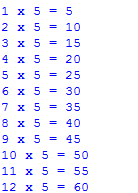 1 x 5 = 5
2 x 5 = 10
3 x 5 = 15
4 x 5 = 20
5 x 5 = 25
6 x 5 = 30
7 x 5 = 35
8 x 5 = 40
9 x 5 = 45
10 x 5 = 50
11 x 5 = 55
12 x 5 = 60